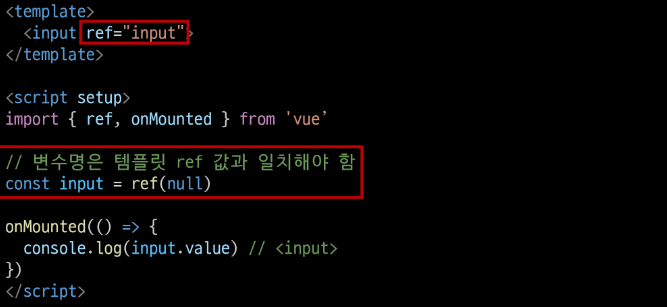 <template>
  <input ref="input">
</template>

<script setup>
import { ref, onMounted } from 'vue’

// 변수명은 템플릿 ref 값과 일치해야 함
const input = ref(null)

onMounted(() => {
  console.log(input.value) // <input>
})
</script>